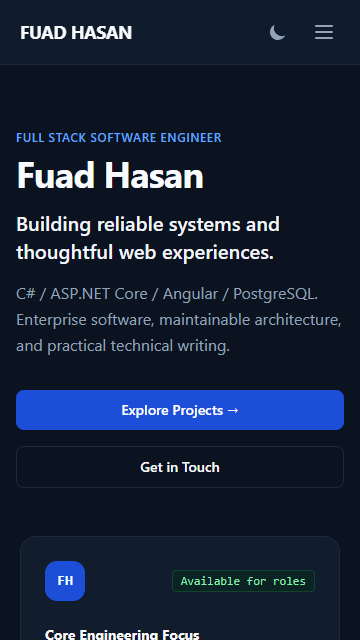 FUAD HASAN
FULL STACK SOFTWARE ENGINEER
Fuad Hasan
Building reliable systems and
thoughtful web experiences.
C# / ASP.NET Core / Angular / PostgreSQL.
Enterprise software, maintainable architecture,
and practical technical writing.
Explore Projects →
Get in Touch
FH
Available for roles
Core Engineering Focus